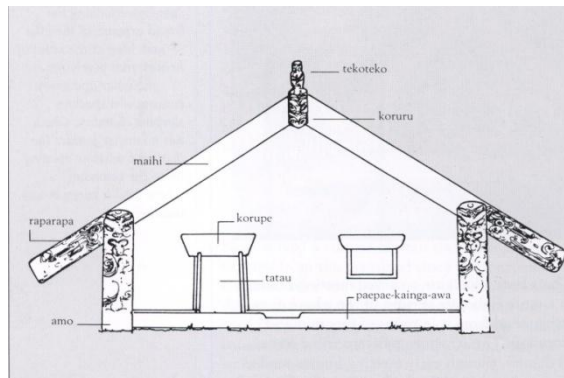 tekoteko
koruru
maihi
raparapa
korupe
tatau
paepae-kainga-awa
amo